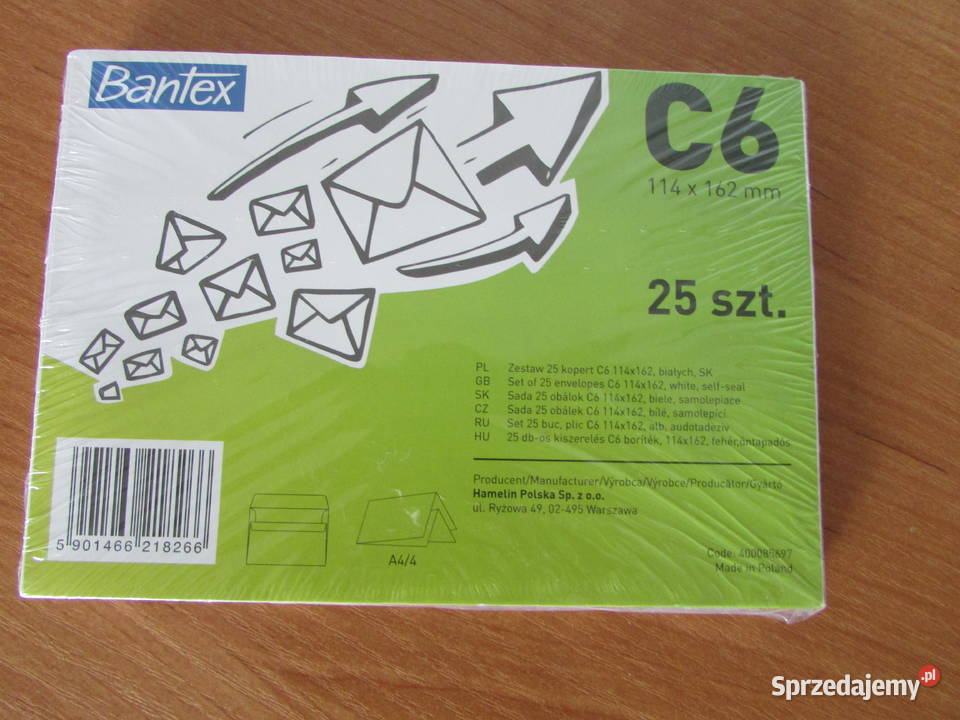 Bantex
C6
114 x 162 mm
25 szt.
PL Zestaw 25 kopert C6 114x162, białych, SK
GB Set of 25 envelopes C6 114x162, white, self-seal
SK Sada 25 obálok C6 114x162, biele, samolepiace
CZ Sada 25 obálek C6 114x162, bílé, samolepící
RU Set 25 buc, plic C6 114x162, alb, audotadeziv
HU 25 db-os kiszerelés C6 boríték, 114x162, fehér,öntapadós
Producent/Manufacturer/Výrobca/Výrobce/Producător/Gyártó
Hamelin Polska Sp. z o.o.
ul. Ryżowa 49, 02-495 Warszawa
5 901466 218266
A4/4
Code: 400085697
Made in Poland
Sprzedajemy.pl